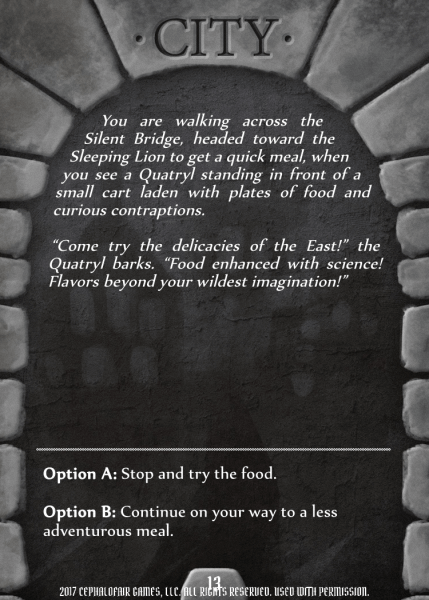 · CITY ·
You are walking across the
Silent Bridge, headed toward the
Sleeping Lion to get a quick meal, when
you see a Quatryl standing in front of a
small cart laden with plates of food and
curious contraptions.
“Come try the delicacies of the East!” the
Quatryl barks. “Food enhanced with science!
Flavors beyond your wildest imagination!”
Option A: Stop and try the food.
Option B: Continue on your way to a less
adventurous meal.
13
2017 CEPHALOFAIR GAMES, LLC. ALL RIGHTS RESERVED. USED WITH PERMISSION.